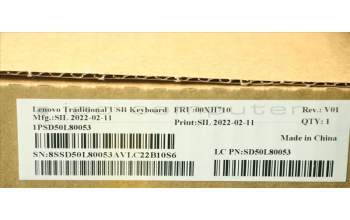 Lenovo Traditional USB Keyboard FRU:00XH710 Rev.: V01
Mfg.:SIL 2022-02-11 Print:SIL 2022-02-11 QTY: 1
1PSD50L80053
Made in China
SN:8SSD50L80053AVLC22B10S6 LC PN:SD50L80053